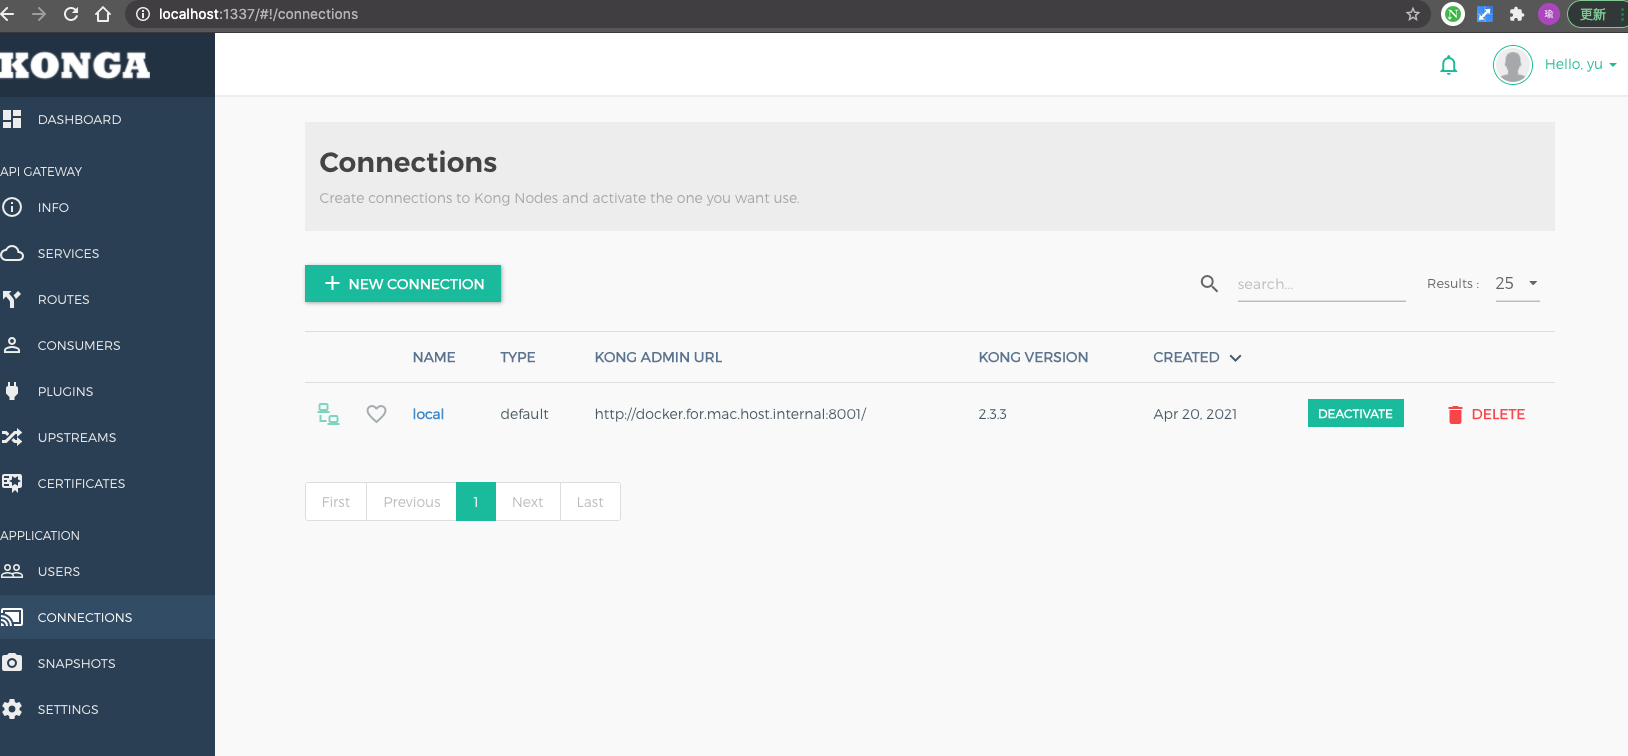 localhost:1337/#!/connections
瑜
更新
KONGA
Hello, yu
DASHBOARD
API GATEWAY
INFO
SERVICES
ROUTES
CONSUMERS
PLUGINS
UPSTREAMS
CERTIFICATES
APPLICATION
USERS
CONNECTIONS
SNAPSHOTS
SETTINGS
Connections
Create connections to Kong Nodes and activate the one you want use.
+ NEW CONNECTION
search... Results : 25
NAME TYPE KONG ADMIN URL KONG VERSION CREATED
local default http://docker.for.mac.host.internal:8001/ 2.3.3 Apr 20, 2021 DEACTIVATE DELETE
First Previous 1 Next Last